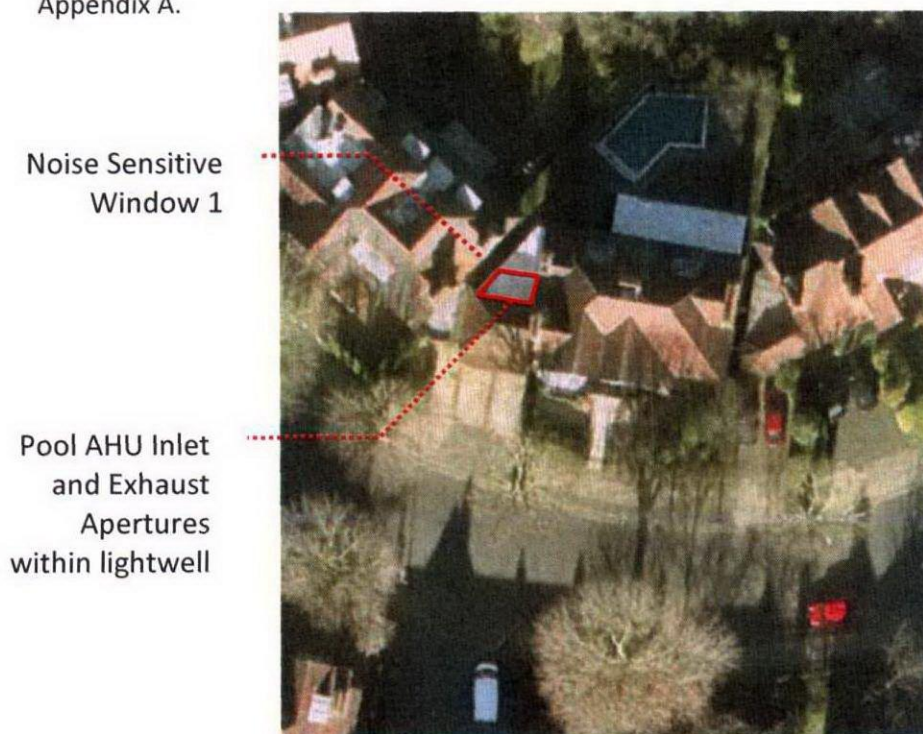 Appendix A.
Noise Sensitive
Window 1
Pool AHU Inlet
and Exhaust
Apertures
within lightwell